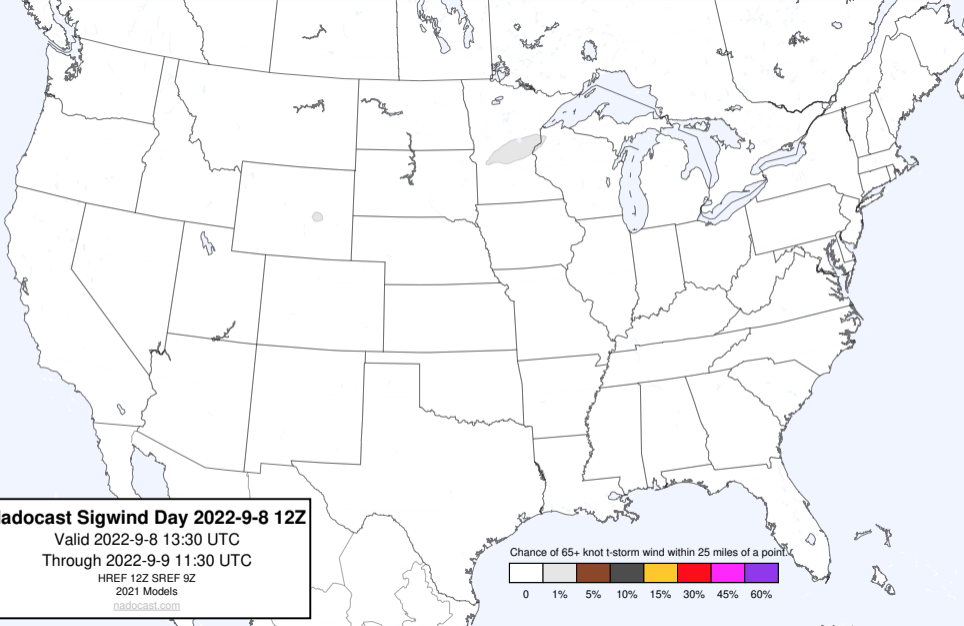 adocast Sigwind Day 2022-9-8 12Z
Valid 2022-9-8 13:30 UTC
Through 2022-9-9 11:30 UTC
HREF 12Z SREF 9Z
2021 Models
nadocast.com
Chance of 65+ knot t-storm wind within 25 miles of a point.
0 1% 5% 10% 15% 30% 45% 60%